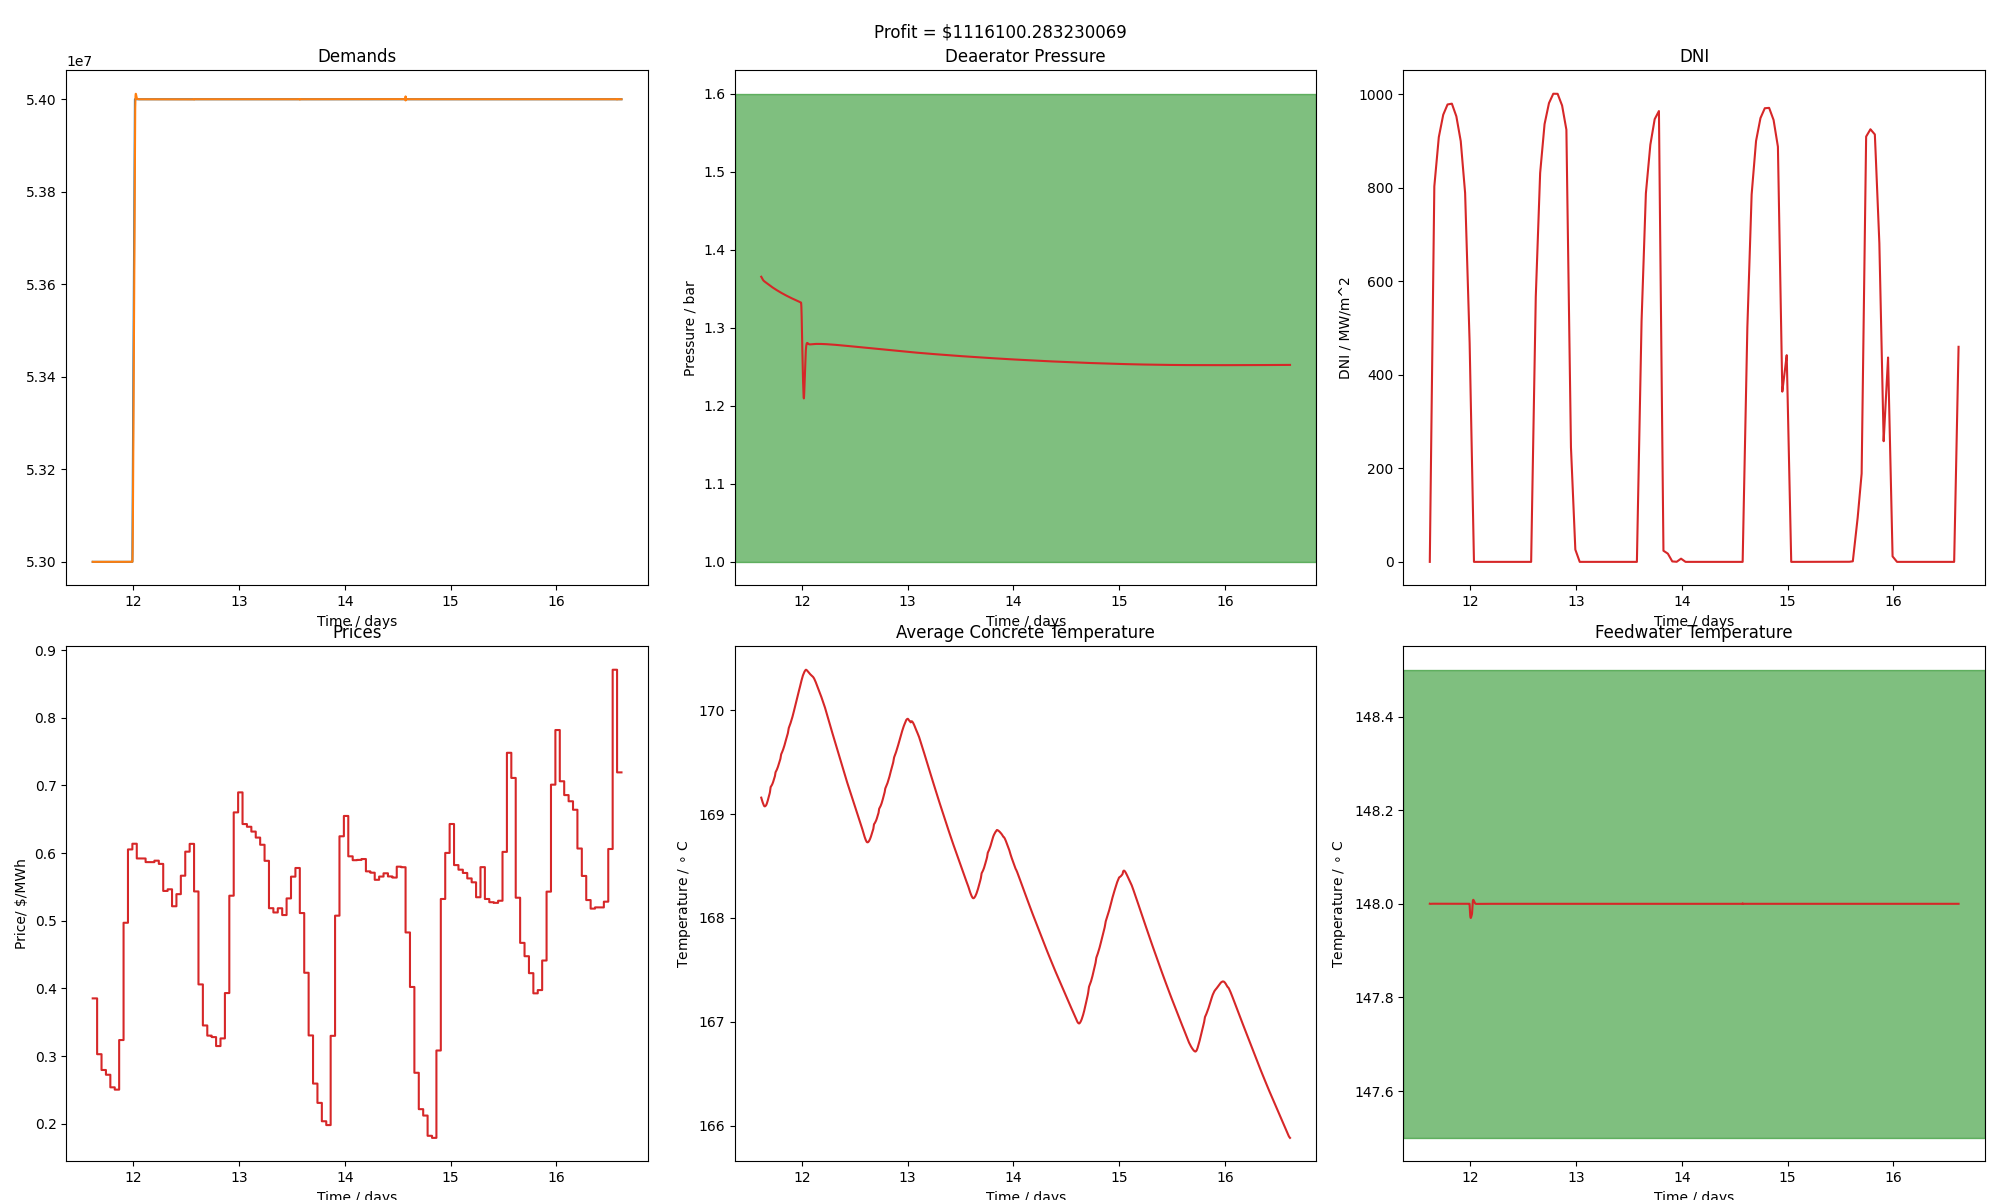 Profit = $1116100.283230069
Demands
1e7
5.40
5.38
5.36
5.34
5.32
5.30
12 13 14 15 16
Time / days
Deaerator Pressure
Pressure / bar
1.6
1.5
1.4
1.3
1.2
1.1
1.0
12 13 14 15 16
Time / days
DNI
DNI / MW/m^2
1000
800
600
400
200
0
12 13 14 15 16
Time / days
Prices
Price/ $/MWh
0.9
0.8
0.7
0.6
0.5
0.4
0.3
0.2
12 13 14 15 16
Time / days
Average Concrete Temperature
Temperature / ∘ C
170
169
168
167
166
12 13 14 15 16
Time / days
Feedwater Temperature
Temperature / ∘ C
148.4
148.2
148.0
147.8
147.6
12 13 14 15 16
Time / days